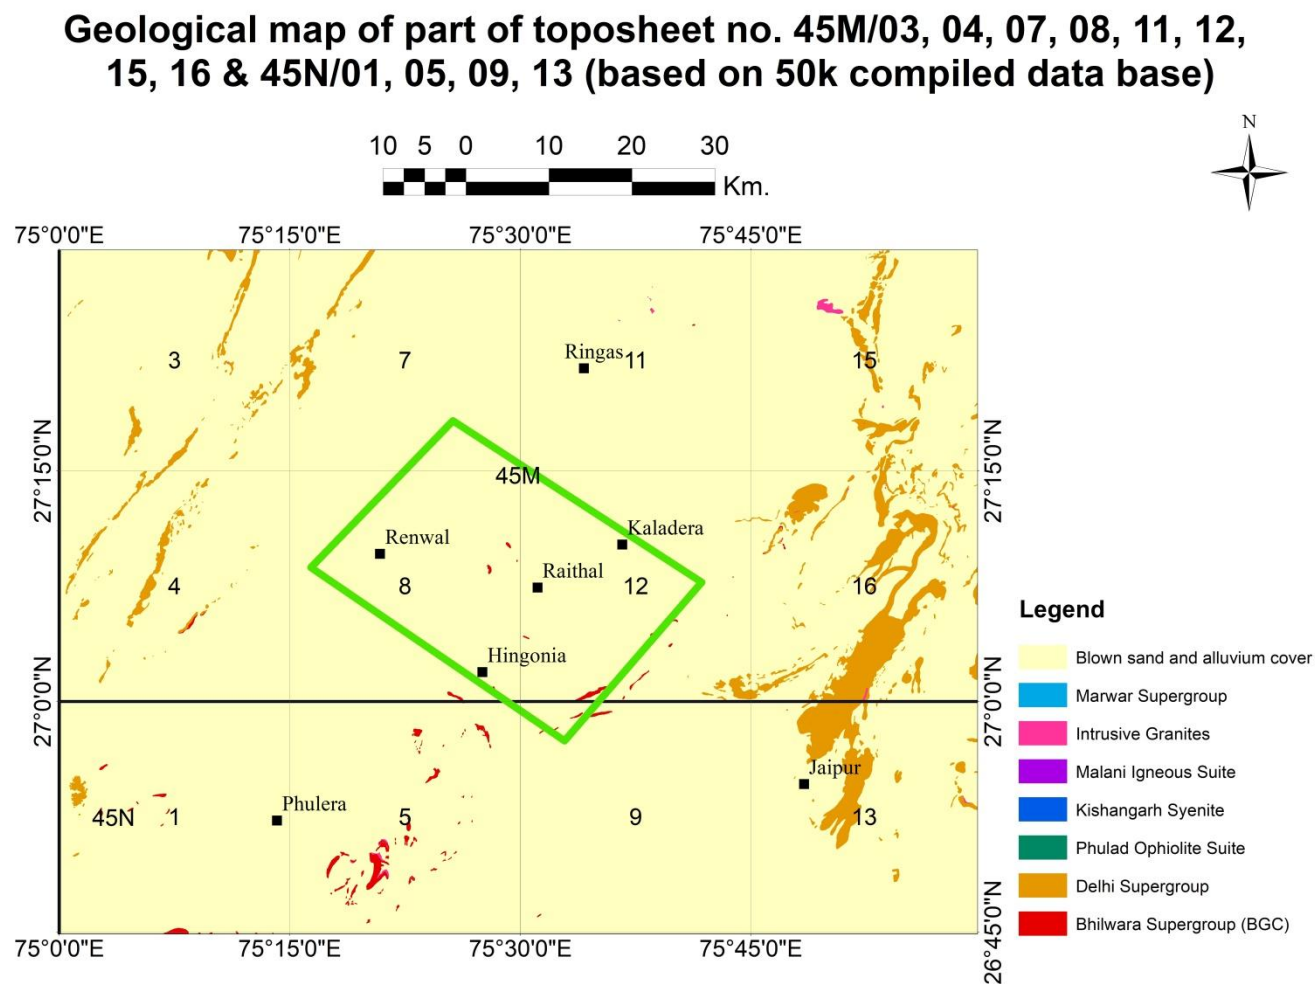 Geological map of part of toposheet no. 45M/03, 04, 07, 08, 11, 12,
15, 16 & 45N/01, 05, 09, 13 (based on 50k compiled data base)
N
10 5 0 10 20 30
Km.
75°0'0"E 75°15'0"E 75°30'0"E 75°45'0"E
3 7 Ringas 11 15
27°15'0"N 27°15'0"N
45M
Renwal Kaladera
4 8 Raithal 12 16
Hingonia
27°0'0"N 27°0'0"N
Jaipur
45N 1 Phulera 5 9 13
75°0'0"E 75°15'0"E 75°30'0"E 75°45'0"E
26°45'0"N
Legend
Blown sand and alluvium cover
Marwar Supergroup
Intrusive Granites
Malani Igneous Suite
Kishangarh Syenite
Phulad Ophiolite Suite
Delhi Supergroup
Bhilwara Supergroup (BGC)